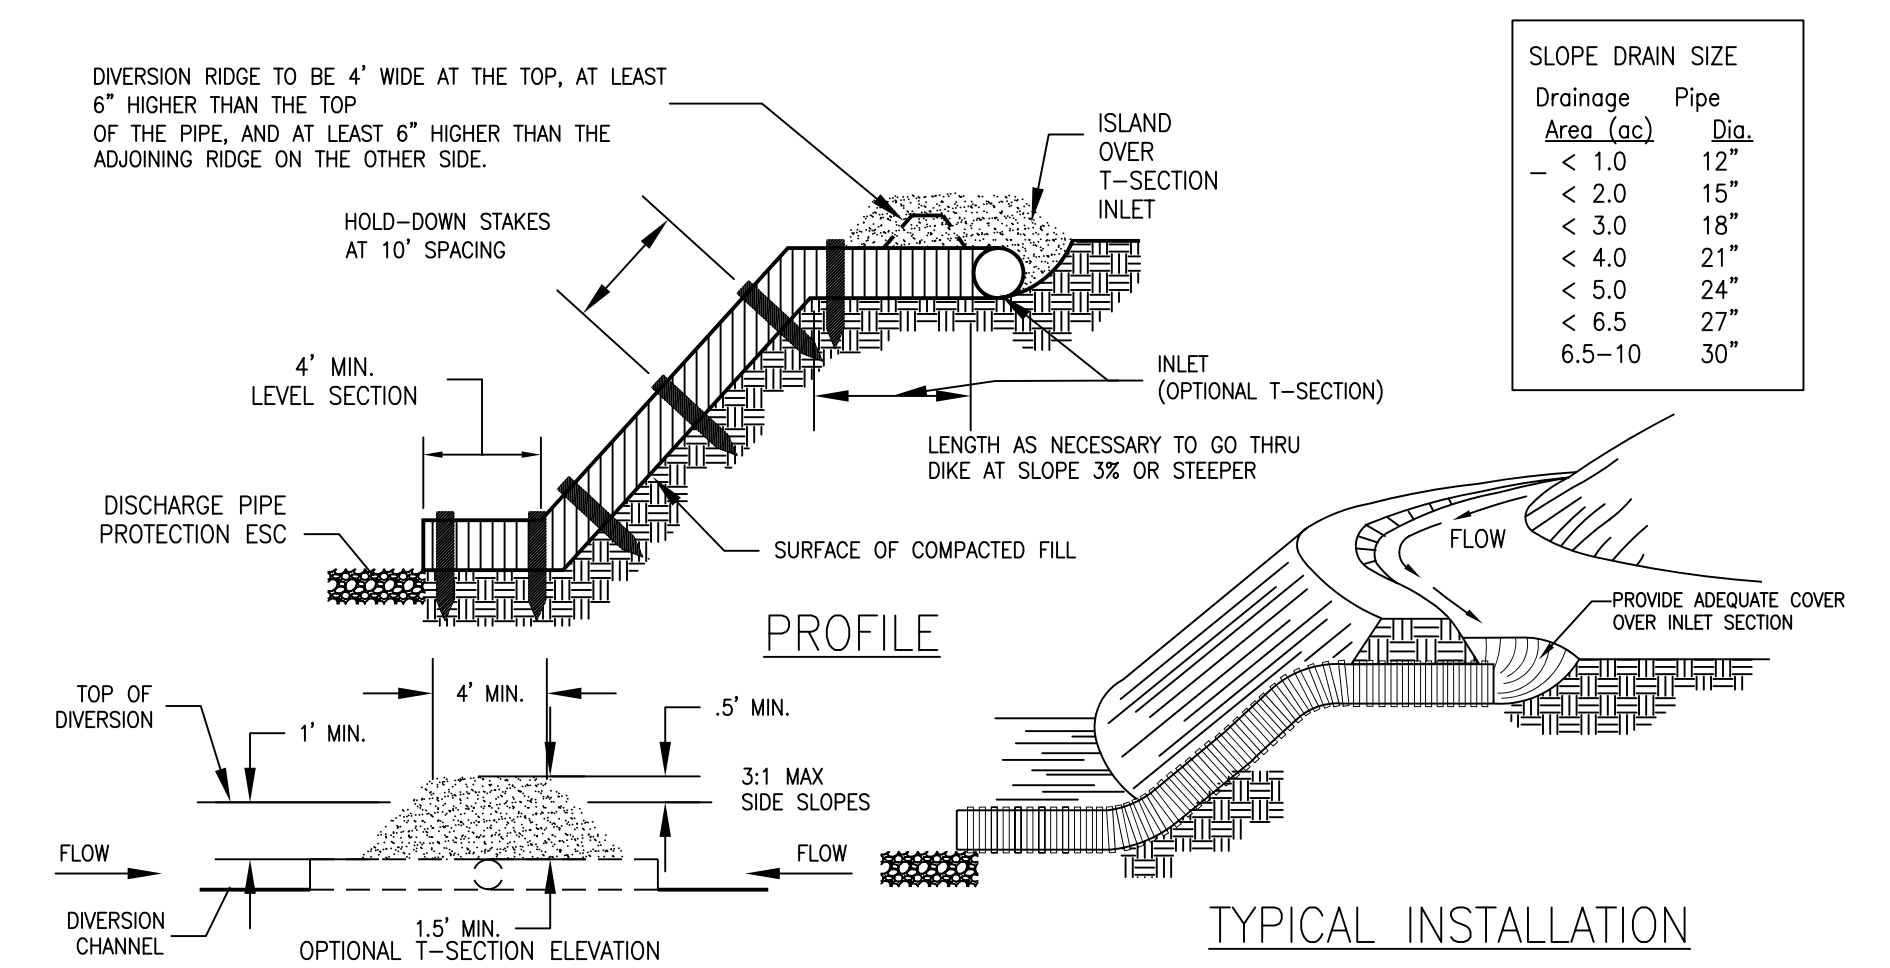 DIVERSION RIDGE TO BE 4' WIDE AT THE TOP, AT LEAST
6" HIGHER THAN THE TOP
OF THE PIPE, AND AT LEAST 6" HIGHER THAN THE
ADJOINING RIDGE ON THE OTHER SIDE.
HOLD-DOWN STAKES
AT 10' SPACING
ISLAND
OVER
T-SECTION
INLET
4' MIN.
LEVEL SECTION
INLET
(OPTIONAL T-SECTION)
LENGTH AS NECESSARY TO GO THRU
DIKE AT SLOPE 3% OR STEEPER
DISCHARGE PIPE
PROTECTION ESC
SURFACE OF COMPACTED FILL
PROFILE
SLOPE DRAIN SIZE
Drainage Pipe
Area (ac) Dia.
_ < 1.0 12"
< 2.0 15"
< 3.0 18"
< 4.0 21"
< 5.0 24"
< 6.5 27"
6.5-10 30"
FLOW
PROVIDE ADEQUATE COVER
OVER INLET SECTION
TYPICAL INSTALLATION
TOP OF
DIVERSION
1' MIN.
4' MIN.
.5' MIN.
3:1 MAX
SIDE SLOPES
FLOW
FLOW
DIVERSION
CHANNEL
1.5' MIN.
OPTIONAL T-SECTION ELEVATION